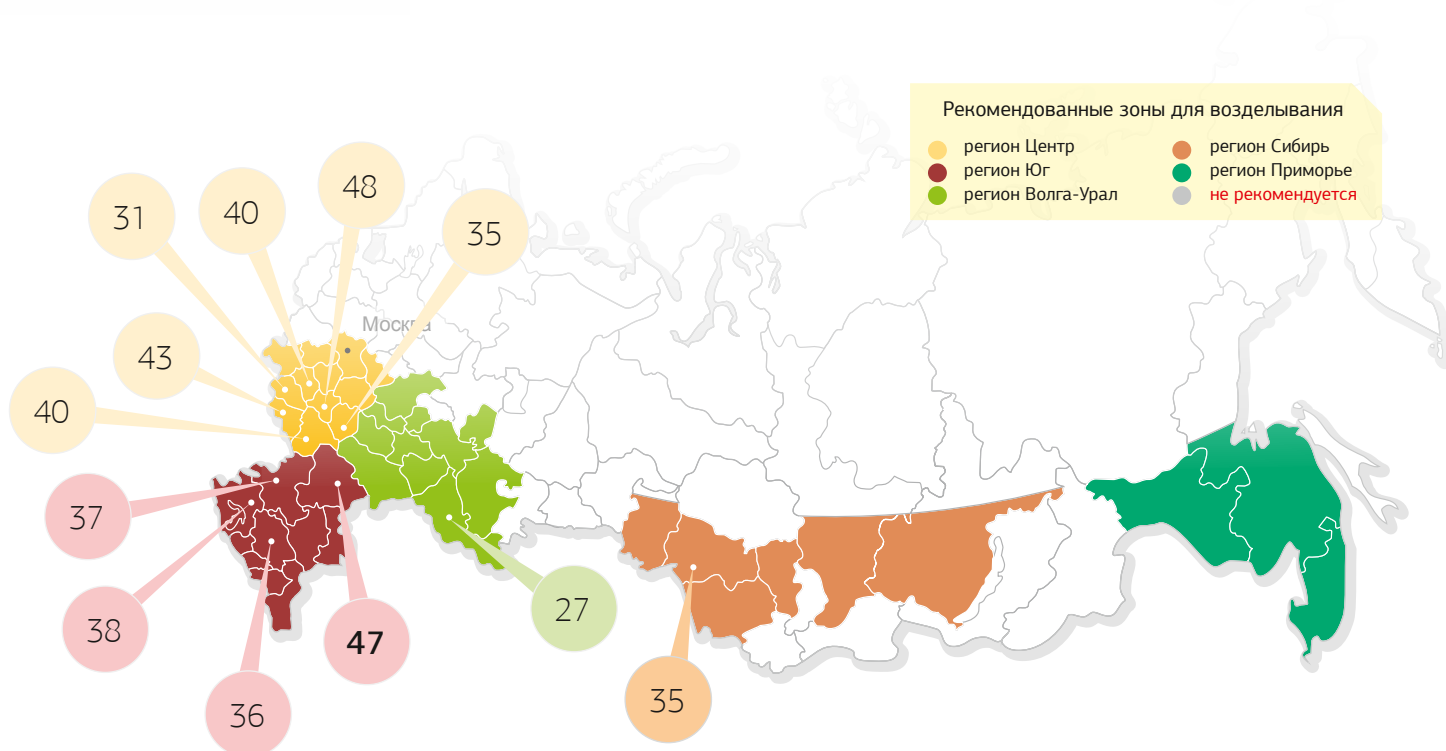 Рекомендованные зоны для возделывания
регион Центр
регион Юг
регион Волга-Урал
регион Сибирь
регион Приморье
не рекомендуется
48
31
40
35
Москва
43
40
37
38
47
36
27
35